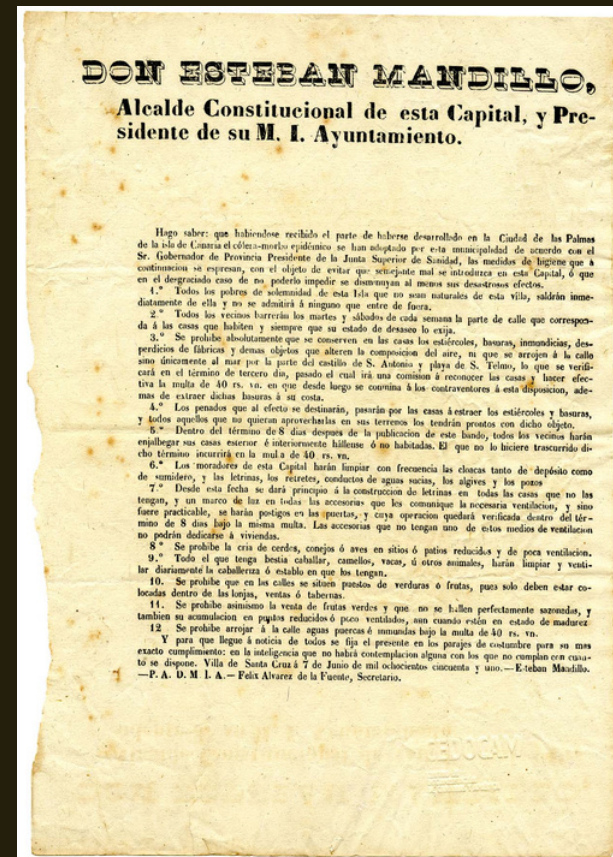 DON ESTEBAN MANDILLO,
Alcalde Constitucional de esta Capital, y Pre-
sidente de su M. I. Ayuntamiento.
Hago saber: que habiendose recibido el parte de haberse desarrollado en la Ciudad de las Palmas
de la isla de Canaria el cólera-morbo epidémico se han adoptado por esta municipalidad de acuerdo con el
Sr. Gobernador de Provincia Presidente de la Junta Superior de Sanidad, las medidas de higiene que à
continuacion se espresan, con el objeto de evitar que semejante mal se introduzca en esta Capital, ó que
en el desgraciado caso de no poderlo impedir se disminuyan al menos sus desastrosos efectos.
1.º Todos los pobres de solemnidad de esta Isla que no sean naturales de esta villa, saldrán inme-
diatamente de ella y no se admitirá á ninguno que entre de fuera.
2.º Todos los vecinos barrerán los martes y sábados de cada semana la parte de calle que correspon-
da á las casas que habiten y siempre que su estado de desaseo lo exija.
3.º Se prohibe absolutamente que se conserven en las casas los estiércoles, basuras, inmundicias, des-
perdicios de fábricas y demas objetos que alteren la composicion del aire, ni que se arrojen á la calle
sino únicamente al mar por la parte del castillo de S. Antonio y playa de S. Telmo, lo que se verifi-
cará en el término de tercero dia, pasado el cual irá una comision á reconocer las casas y hacer efec-
tiva la multa de 40 rs. vn. en que desde luego se conmina á los contraventores á esta disposicion, ade-
mas de extraer dichas basuras á su costa.
4.º Los penados que al efecto se destinarán, pasarán por las casas á estraer los estiércoles y basuras,
y todos aquellos que no quieran aprovecharlas en sus terrenos los tendrán prontos con dicho objeto.
5.º Dentro del término de 8 dias despues de la publicacion de este bando, todos los vecinos harán
enjalbegar sus casas esterior é interiormente hállense ó no habitadas. El que no lo hiciere trascurrido di-
cho término incurrirá en la mul a de 40 rs. vn.
6.º Los moradores de esta Capital harán limpiar con frecuencia las cloacas tanto de depósito como
de sumidero, y las letrinas, los retretes, conductos de aguas sucias, los algives y los pozos
7.º Desde esta fecha se dará principio á la construccion de letrinas en todas las casas que no las
tengan, y un marco de luz en todas las accesorias que les comunique la necesaria ventilacion, y sino
fuere practicable, se harán postigos en las puertas, y cuya operacion quedará verificada dentro del tér-
mino de 8 dias bajo la misma multa. Las accesorias que no tengan uno de estos medios de ventilacion
no podrán dedicarse á viviendas.
8º Se prohibe la cria de cerdos, conejos ó aves en sitios ó patios reducidos y de poca ventilacion.
9.º Todo el que tenga bestia caballar, camellos, vacas, ú otros animales, harán limpiar y venti-
lar diariamente la caballeriza ó establo en que los tengan.
10. Se prohibe que en las calles se situen puestos de verduras ó frutas, pues solo deben estar co-
locadas dentro de las lonjas, ventas ó tabernas.
11. Se prohibe asimismo la venta de frutas verdes y que no se hallen perfectamente sazonadas, y
tambien su acumulacion en puntos reducidos ó poco ventilados, aun cuando estén en estado de madurez
12 Se prohibe arrojar á la calle aguas puercas é inmundas bajo la multa de 40 rs. vn.
Y para que llegue á noticia de todos se fija el presente en los parajes de costumbre para su mas
exacto cumplimiento: en la inteligencia que no habrá contemplacion alguna con los que no cumplan con cuan-
to se dispone. Villa de Santa Cruz á 7 de Junio de mil ochocientos cincuenta y uno.—Esteban Mandillo.
—P. A. D. M. I. A.—Felix Alvarez de la Fuente, Secretario.